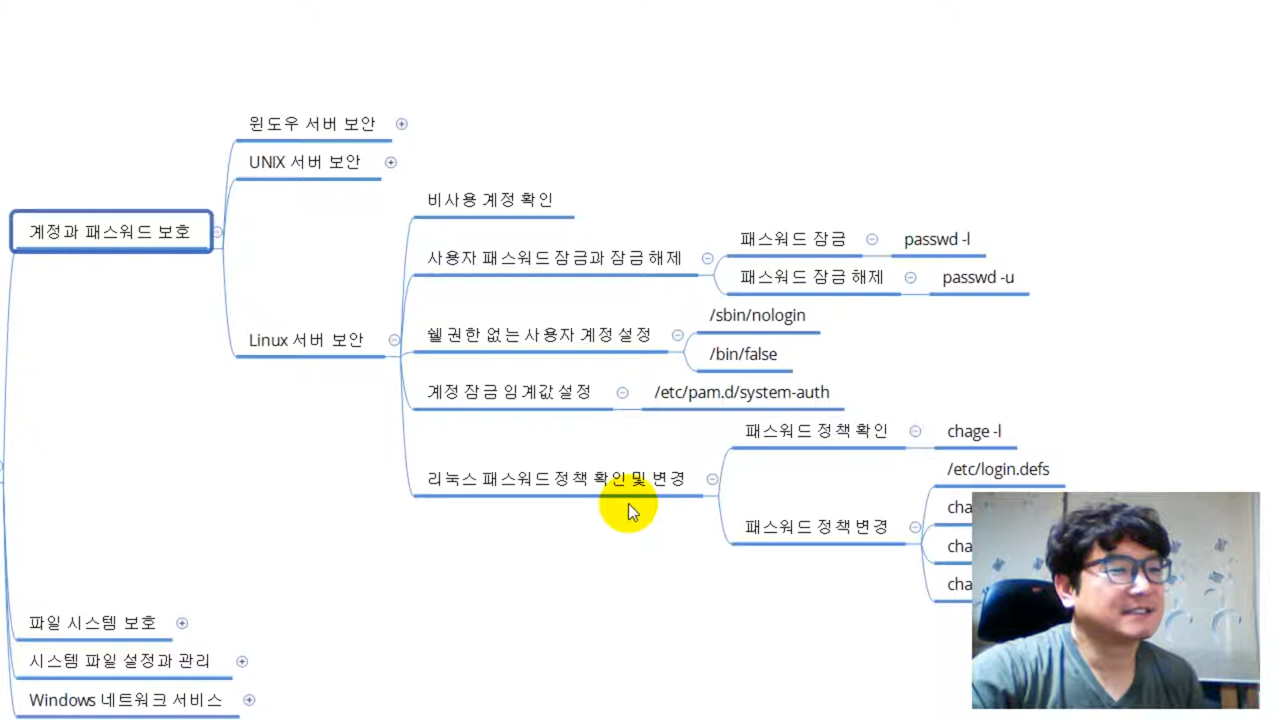 윈도우 서버 보안
UNIX 서버 보안
계정과 패스워드 보호
비사용 계정 확인
사용자 패스워드 잠금과 잠금 해제
패스워드 잠금
passwd -l
패스워드 잠금 해제
passwd -u
Linux 서버 보안
쉘 권한 없는 사용자 계정 설정
/sbin/nologin
/bin/false
계정 잠금 임계값 설정
/etc/pam.d/system-auth
리눅스 패스워드 정책 확인 및 변경
패스워드 정책 확인
chage -l
패스워드 정책 변경
/etc/login.defs
cha
cha
cha
파일 시스템 보호
시스템 파일 설정과 관리
Windows 네트워크 서비스